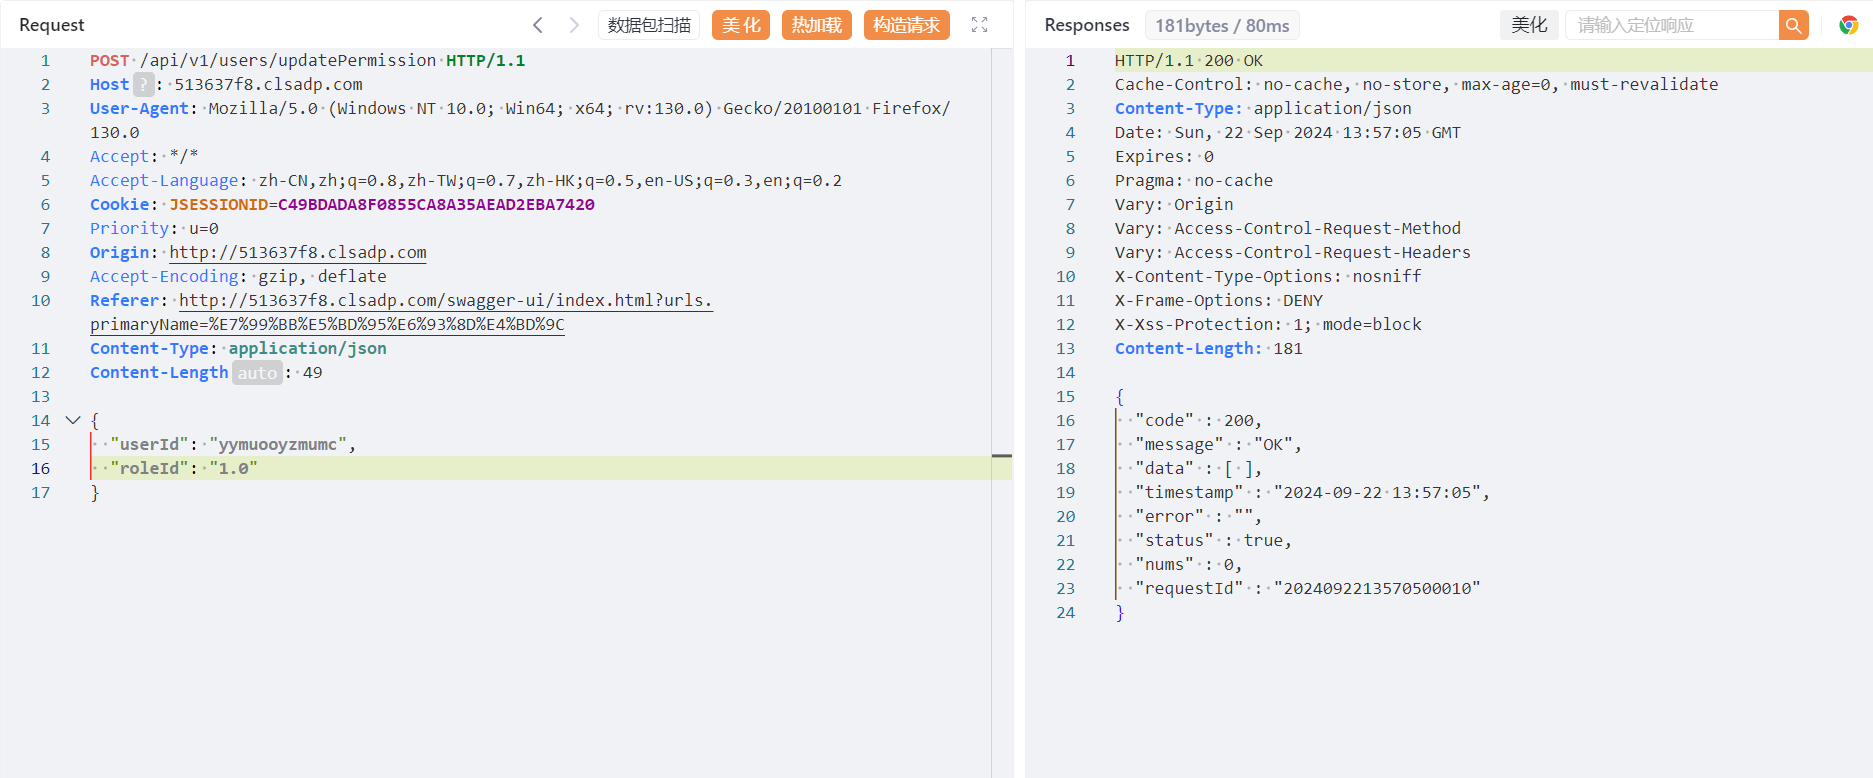 Request
数据包扫描
美 化
热加载
构造请求
1 POST /api/v1/users/updatePermission HTTP/1.1
2 Host ? : 513637f8.clsadp.com
3 User-Agent: Mozilla/5.0 (Windows NT 10.0; Win64; x64; rv:130.0) Gecko/20100101 Firefox/
130.0
4 Accept: */*
5 Accept-Language: zh-CN,zh;q=0.8,zh-TW;q=0.7,zh-HK;q=0.5,en-US;q=0.3,en;q=0.2
6 Cookie: JSESSIONID=C49BDADA8F0855CA8A35AEAD2EBA7420
7 Priority: u=0
8 Origin: http://513637f8.clsadp.com
9 Accept-Encoding: gzip, deflate
10 Referer: http://513637f8.clsadp.com/swagger-ui/index.html?urls.
primaryName=%E7%99%BB%E5%BD%95%E6%93%8D%E4%BD%9C
11 Content-Type: application/json
12 Content-Length auto : 49
13
14 {
15 "userId": "yymuooyzmumc",
16 "roleId": "1.0"
17 }
Responses
181bytes / 80ms
美化
请输入定位响应
1 HTTP/1.1 200 OK
2 Cache-Control: no-cache, no-store, max-age=0, must-revalidate
3 Content-Type: application/json
4 Date: Sun, 22 Sep 2024 13:57:05 GMT
5 Expires: 0
6 Pragma: no-cache
7 Vary: Origin
8 Vary: Access-Control-Request-Method
9 Vary: Access-Control-Request-Headers
10 X-Content-Type-Options: nosniff
11 X-Frame-Options: DENY
12 X-Xss-Protection: 1; mode=block
13 Content-Length: 181
14
15 {
16 "code" : 200,
17 "message" : "OK",
18 "data" : [ ],
19 "timestamp" : "2024-09-22 13:57:05",
20 "error" : "",
21 "status" : true,
22 "nums" : 0,
23 "requestId" : "2024092213570500010"
24 }